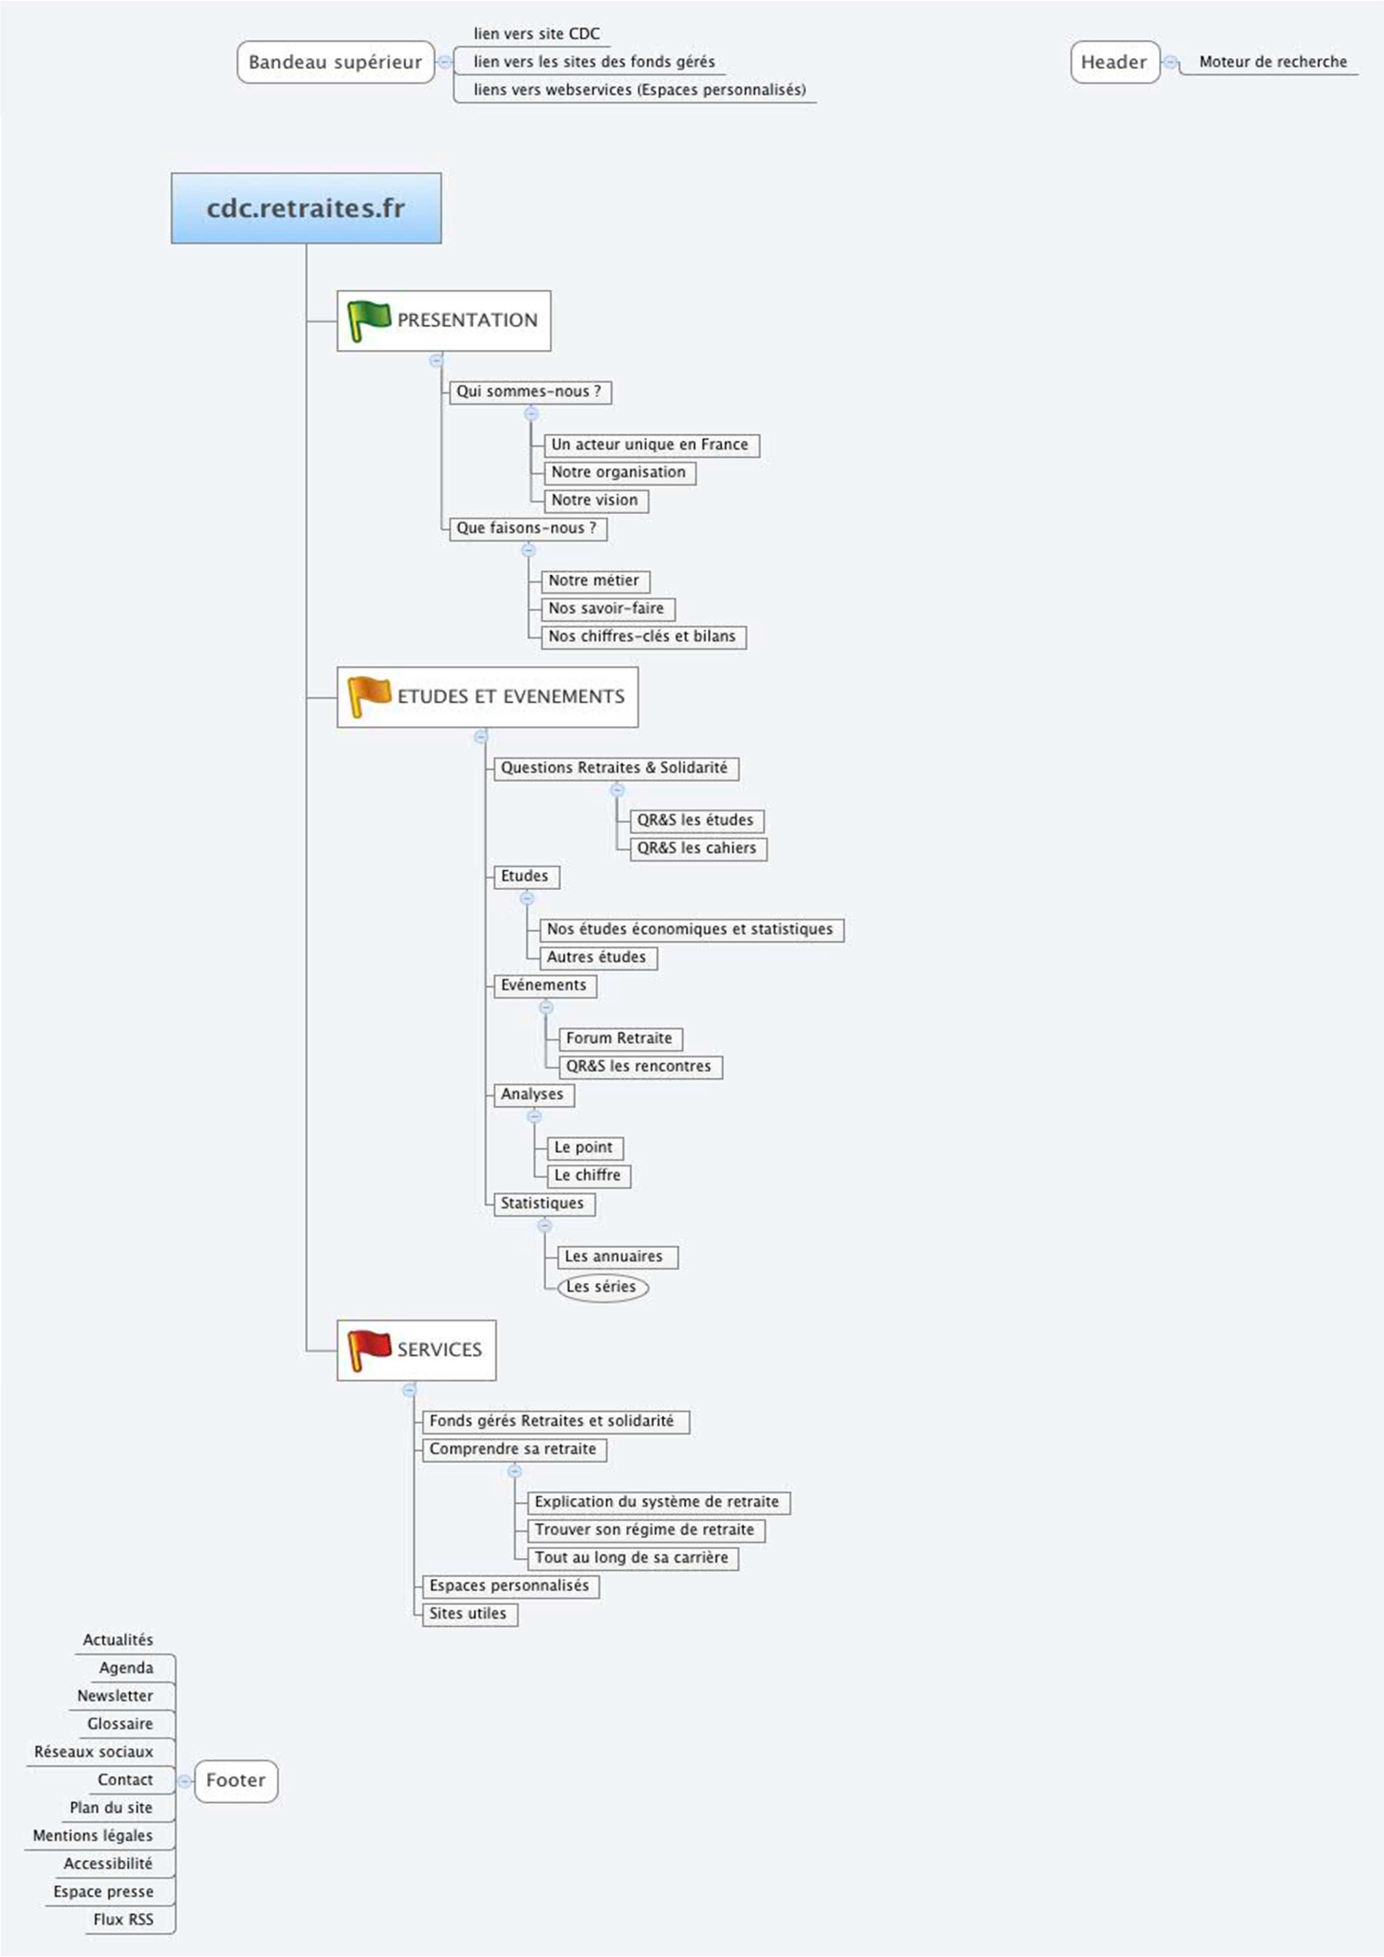 lien vers site CDC
Bandeau supérieur
lien vers les sites des fonds gérés
liens vers webservices (Espaces personnalisés)
Header
Moteur de recherche
cdc.retraites.fr
PRESENTATION
Qui sommes-nous ?
Un acteur unique en France
Notre organisation
Notre vision
Que faisons-nous ?
Notre métier
Nos savoir-faire
Nos chiffres-clés et bilans
ETUDES ET EVENEMENTS
Questions Retraites & Solidarité
QR&S les études
QR&S les cahiers
Etudes
Nos études économiques et statistiques
Autres études
Evénements
Forum Retraite
QR&S les rencontres
Analyses
Le point
Le chiffre
Statistiques
Les annuaires
Les séries
SERVICES
Fonds gérés Retraites et solidarité
Comprendre sa retraite
Explication du système de retraite
Trouver son régime de retraite
Tout au long de sa carrière
Espaces personnalisés
Sites utiles
Actualités
Agenda
Newsletter
Glossaire
Réseaux sociaux
Contact
Footer
Plan du site
Mentions légales
Accessibilité
Espace presse
Flux RSS